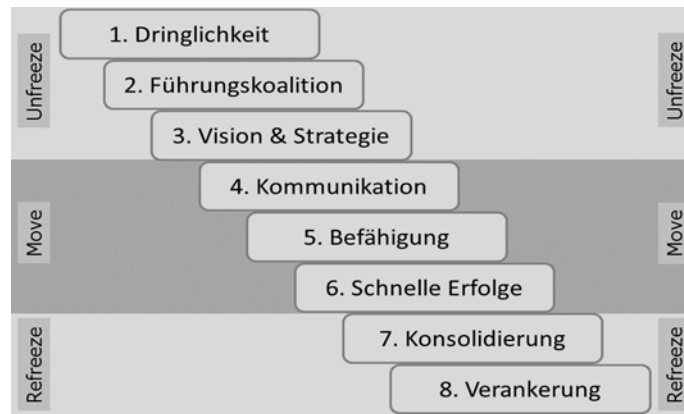 1. Dringlichkeit
Unfreeze
2. Führungskoalition
Unfreeze
3. Vision & Strategie
4. Kommunikation
Move
5. Befähigung
Move
6. Schnelle Erfolge
7. Konsolidierung
Refreeze
8. Verankerung
Refreeze